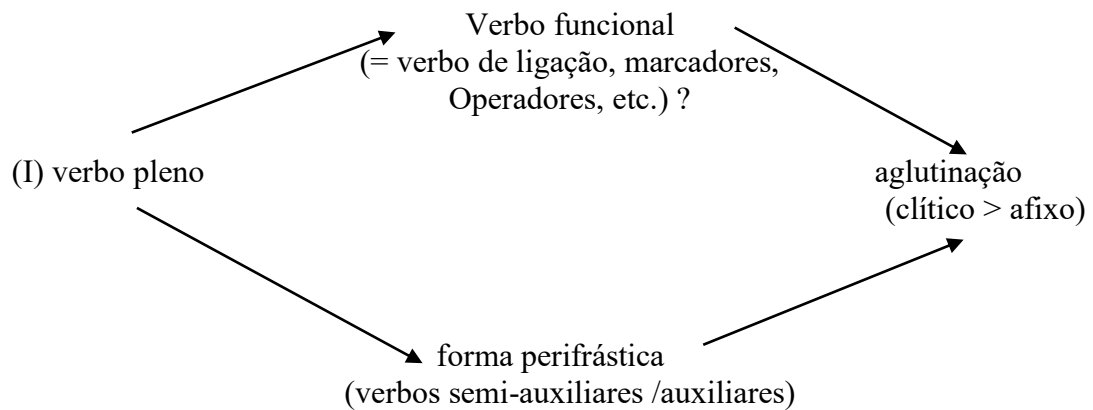 Verbo funcional
(= verbo de ligação, marcadores,
Operadores, etc.) ?
(I) verbo pleno
aglutinação
(clítico > afixo)
forma perifrástica
(verbos semi-auxiliares /auxiliares)